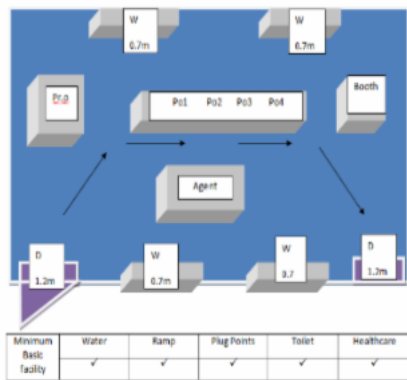 W
0.7m
W
0.7m
Pr.o
Po1 Po2 Po3 Po4
Booth
Agent
D
1.2m
W
0.7m
W
0.7
D
1.2m
Minimum Basic facility
Water
Ramp
Plug Points
Toilet
Healthcare
✓ ✓ ✓ ✓ ✓